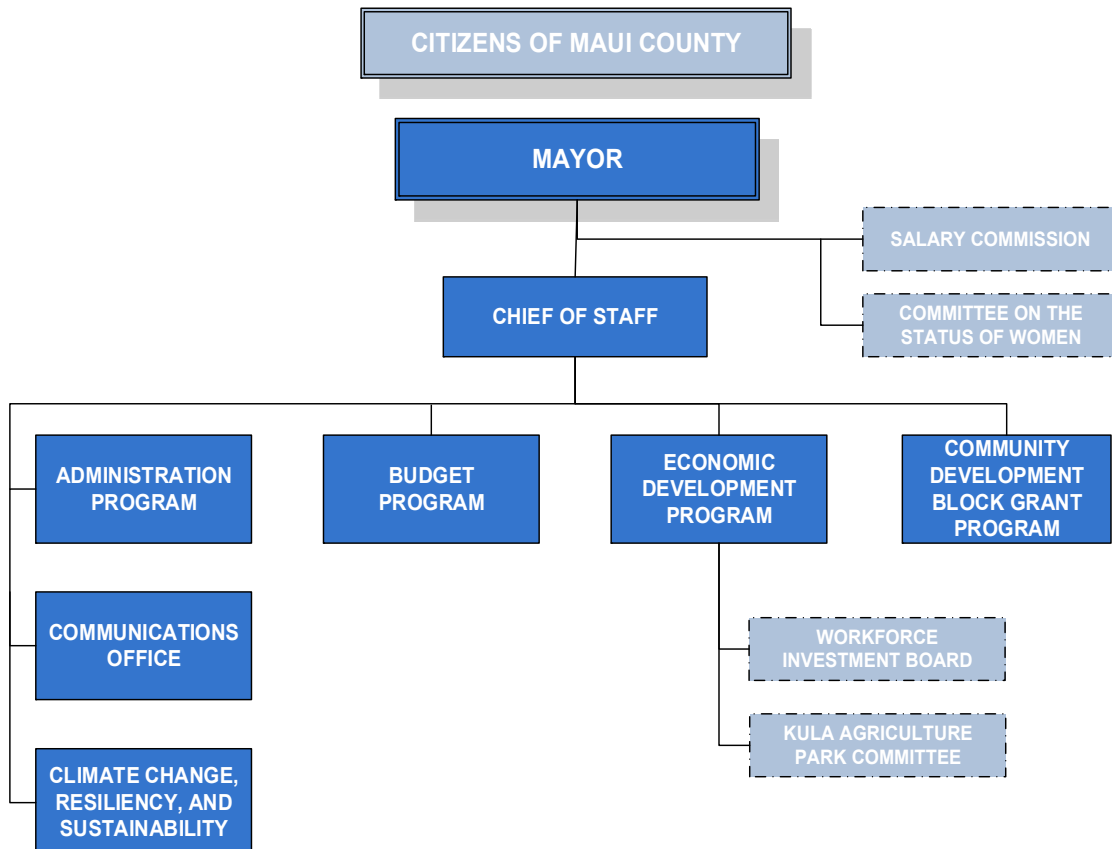 CITIZENS OF MAUI COUNTY
MAYOR
SALARY COMMISSION
COMMITTEE ON THE
STATUS OF WOMEN
CHIEF OF STAFF
ADMINISTRATION
PROGRAM
BUDGET
PROGRAM
ECONOMIC
DEVELOPMENT
PROGRAM
COMMUNITY
DEVELOPMENT
BLOCK GRANT
PROGRAM
COMMUNICATIONS
OFFICE
WORKFORCE
INVESTMENT BOARD
KULA AGRICULTURE
PARK COMMITTEE
CLIMATE CHANGE,
RESILIENCY, AND
SUSTAINABILITY